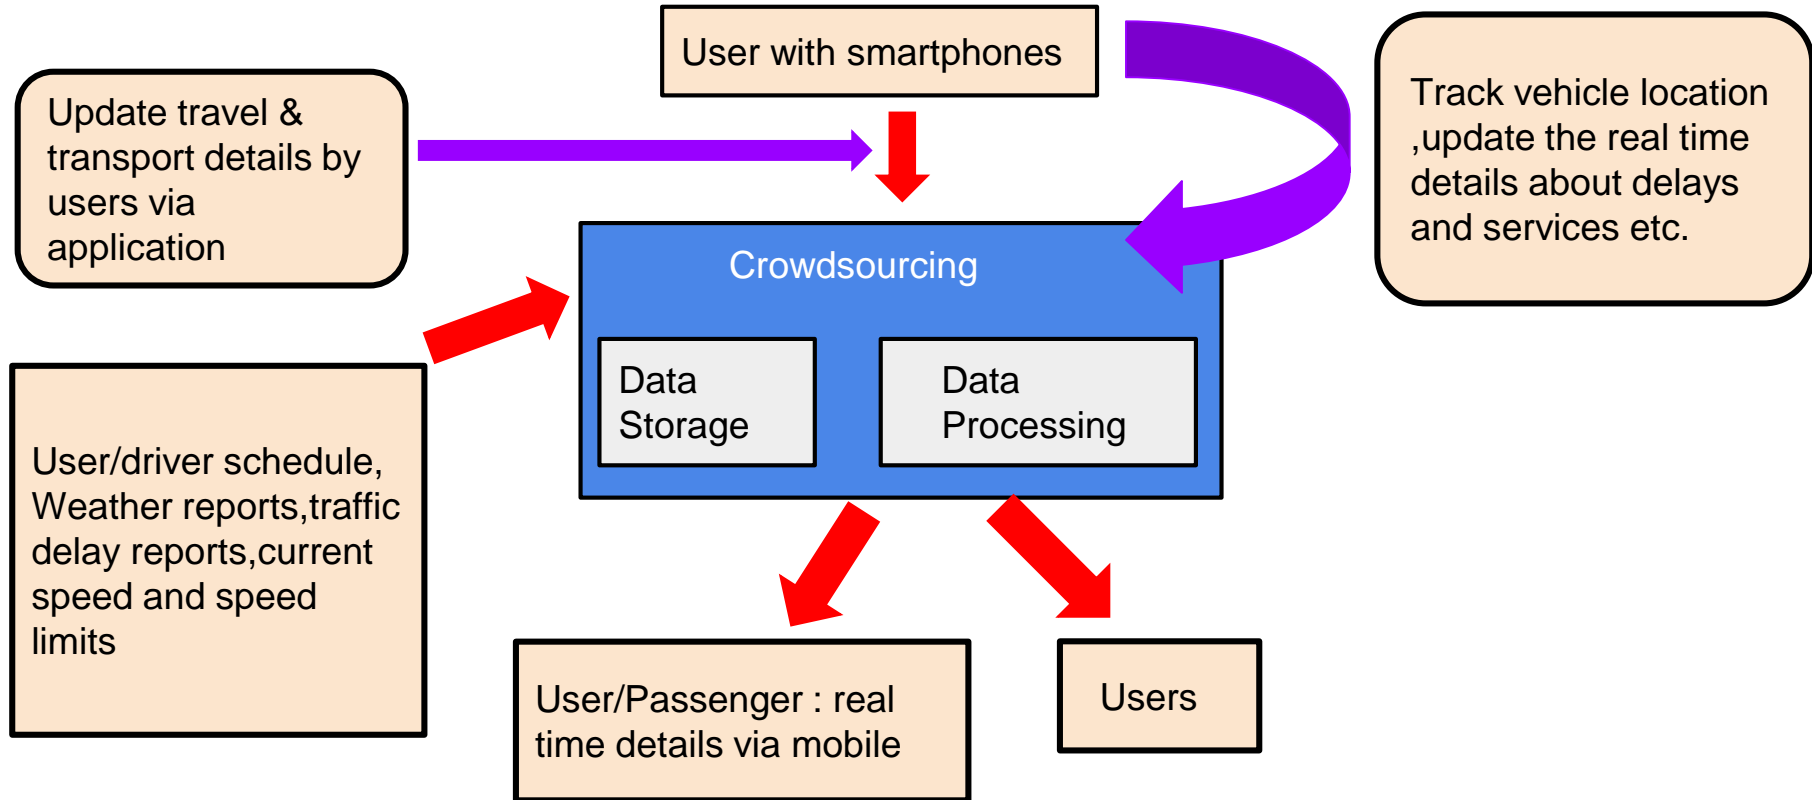 User with smartphones
Update travel &
transport details by
users via
application
Track vehicle location
,update the real time
details about delays
and services etc.
Crowdsourcing
Data
Storage
Data
Processing
User/driver schedule,
Weather reports,traffic
delay reports,current
speed and speed
limits
User/Passenger : real
time details via mobile
Users